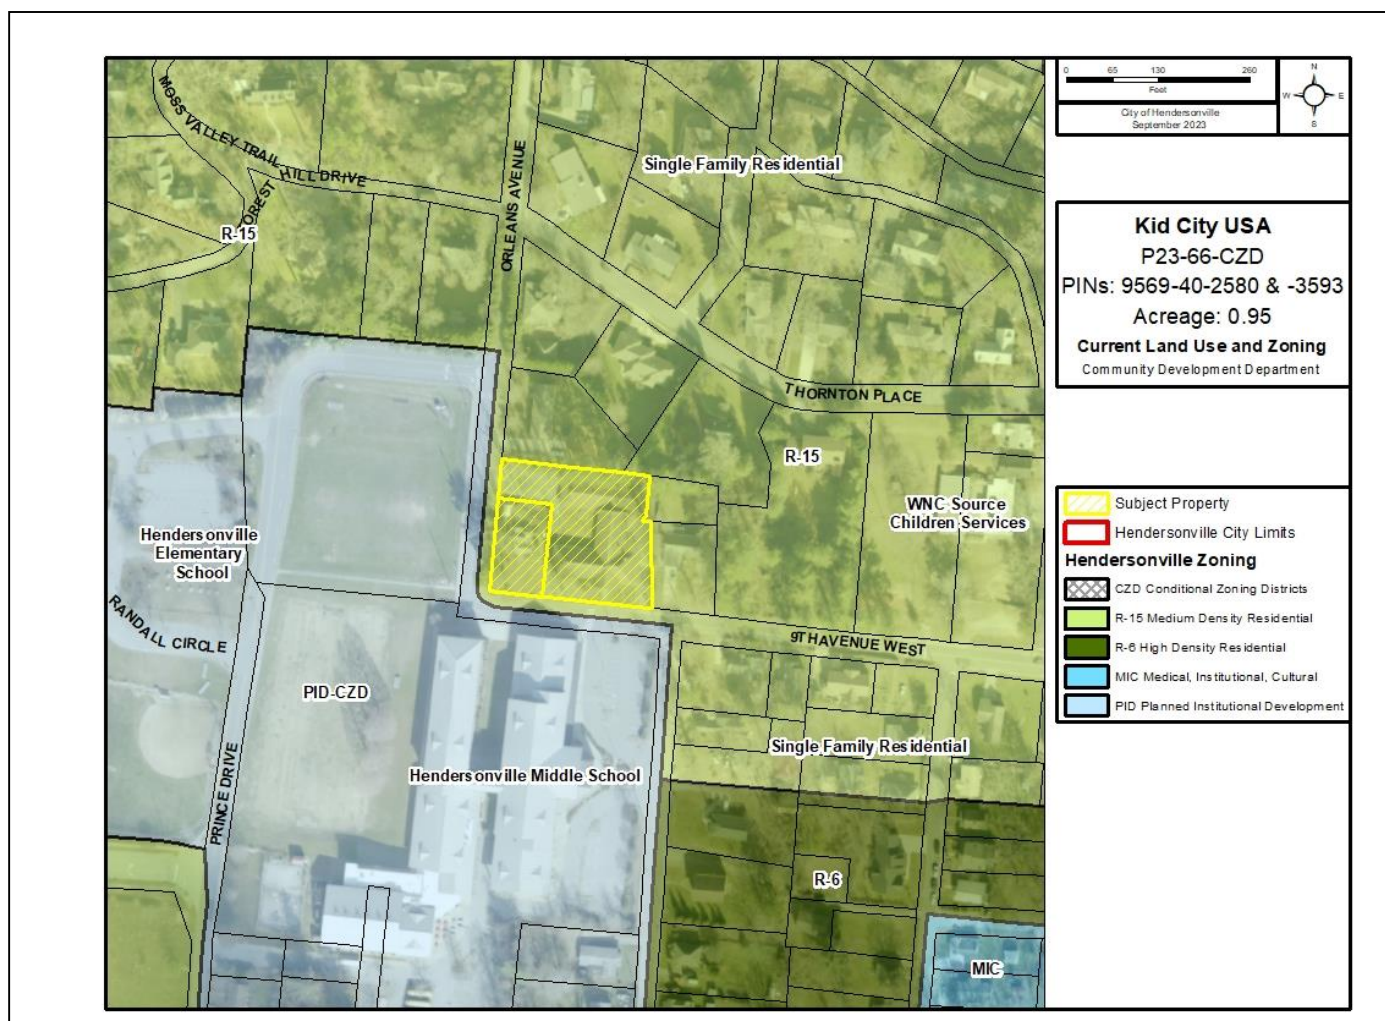 0 65 130 260
Feet
City of Hendersonville
September 2023
N
W E
S
Kid City USA
P23-66-CZD
PINs: 9569-40-2580 & -3593
Acreage: 0.95
Current Land Use and Zoning
Community Development Department
Subject Property
Hendersonville City Limits
Hendersonville Zoning
CZD Conditional Zoning Districts
R-15 Medium Density Residential
R-6 High Density Residential
MIC Medical, Institutional, Cultural
PID Planned Institutional Development
MOSS VALLEY TRAIL
FOREST HILL DRIVE
R-15
ORLEANS AVENUE
Single Family Residential
THORNTON PLACE
R-15
WNC Source
Children Services
Hendersonville
Elementary
School
RANDALL CIRCLE
9TH AVENUE WEST
PID-CZD
PRINCE DRIVE
Hendersonville Middle School
Single Family Residential
R-6
MIC